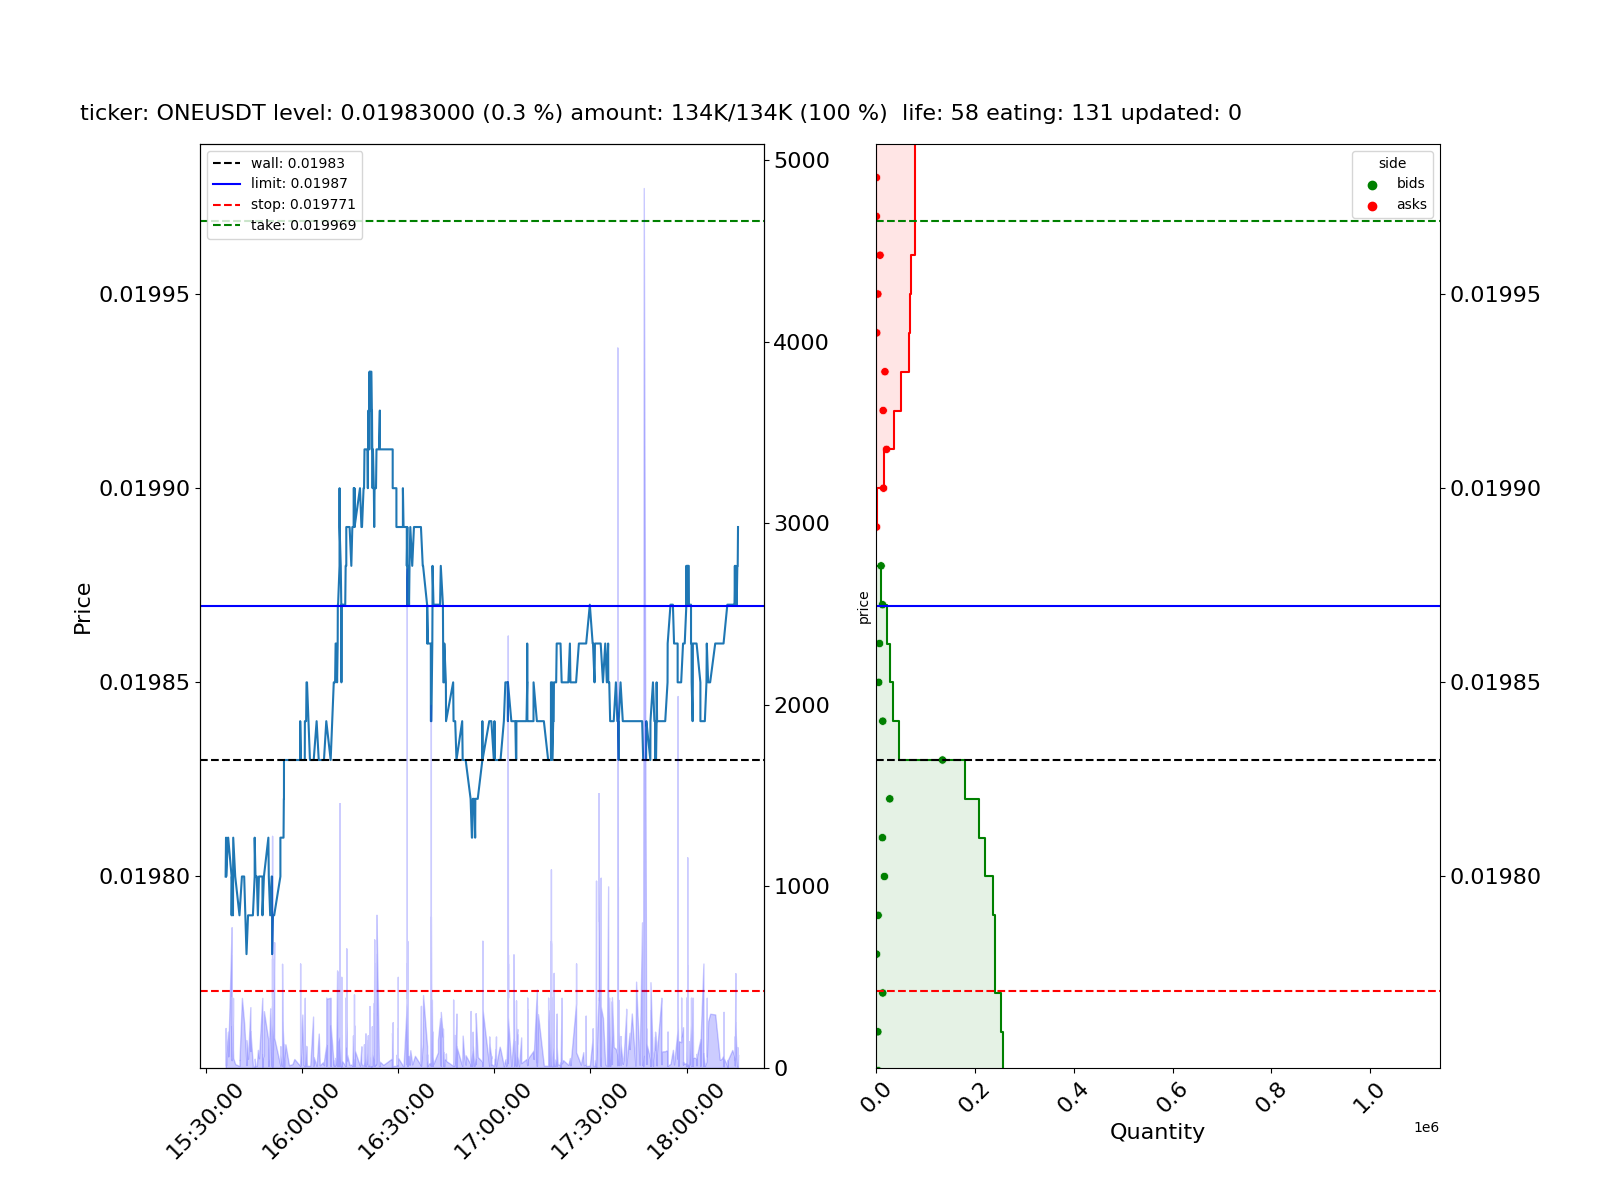 ticker: ONEUSDT level: 0.01983000 (0.3 %) amount: 134K/134K (100 %)  life: 58 eating: 131 updated: 0
wall: 0.01983
limit: 0.01987
stop: 0.019771
take: 0.019969
Price
0.01995
0.01990
0.01985
0.01980
5000
4000
3000
2000
1000
0
15:30:00
16:00:00
16:30:00
17:00:00
17:30:00
18:00:00
side
bids
asks
price
0.01995
0.01990
0.01985
0.01980
0.0
0.2
0.4
0.6
0.8
1.0
1e6
Quantity